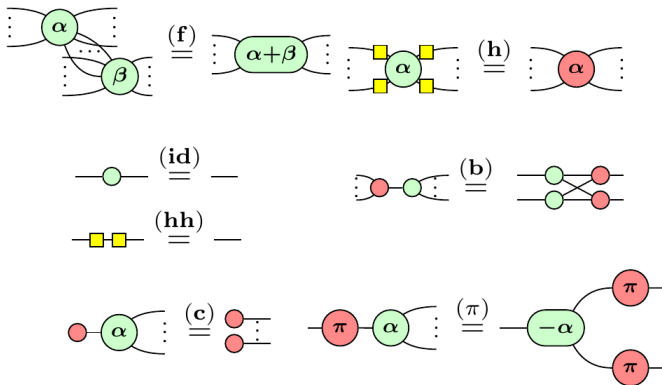 α (f) = α+β α (h) = α
β
(id) = (b) =
(hh) =
α (c) = π α (π) = −α π
π